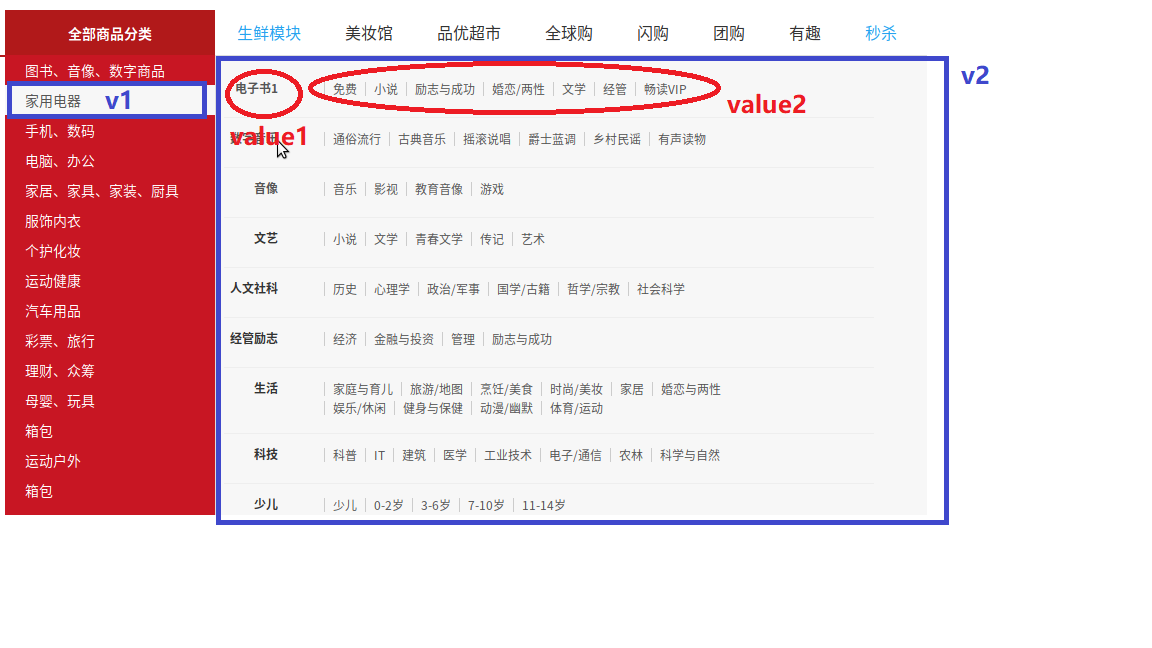 全部商品分类 生鲜模块 美妆馆 品优超市 全球购 闪购 团购 有趣 秒杀
图书、音像、数字商品
家用电器 v1
手机、数码
电脑、办公
家居、家具、家装、厨具
服饰内衣
个护化妆
运动健康
汽车用品
彩票、旅行
理财、众筹
母婴、玩具
箱包
运动户外
箱包
v2
电子书1 免费 小说 励志与成功 婚恋/两性 文学 经管 畅读VIP
value2
value1
通俗流行 古典音乐 摇滚说唱 爵士蓝调 乡村民谣 有声读物
音像 音乐 影视 教育音像 游戏
文艺 小说 文学 青春文学 传记 艺术
人文社科 历史 心理学 政治/军事 国学/古籍 哲学/宗教 社会科学
经管励志 经济 金融与投资 管理 励志与成功
生活 家庭与育儿 旅游/地图 烹饪/美食 时尚/美妆 家居 婚恋与两性
娱乐/休闲 健身与保健 动漫/幽默 体育/运动
科技 科普 IT 建筑 医学 工业技术 电子/通信 农林 科学与自然
少儿 少儿 0-2岁 3-6岁 7-10岁 11-14岁